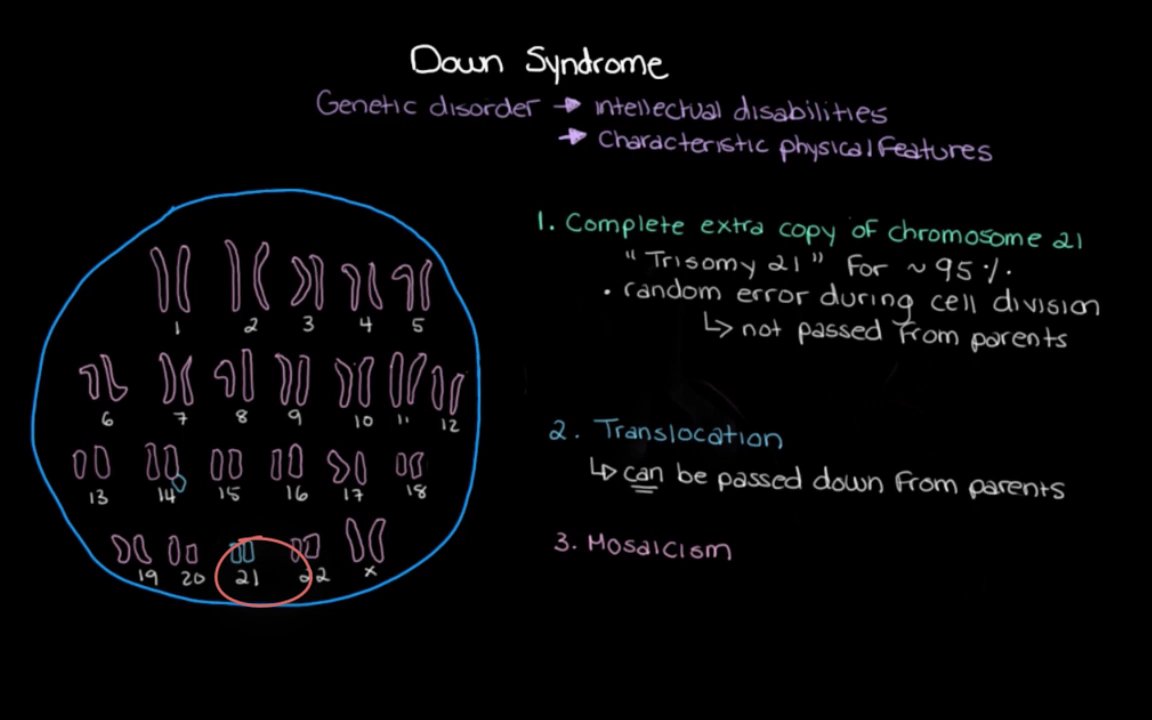 Down Syndrome
Genetic disorder → intellectual disabilities
→ Characteristic physical features
1. Complete extra copy of chromosome 21
"Trisomy 21" for ~95%.
• random error during cell division
↳ not passed from parents
2. Translocation
↳ can be passed down from parents
3. Mosaicism
1 2 3 4 5
6 7 8 9 10 11 12
13 14 15 16 17 18
19 20 21 22 X